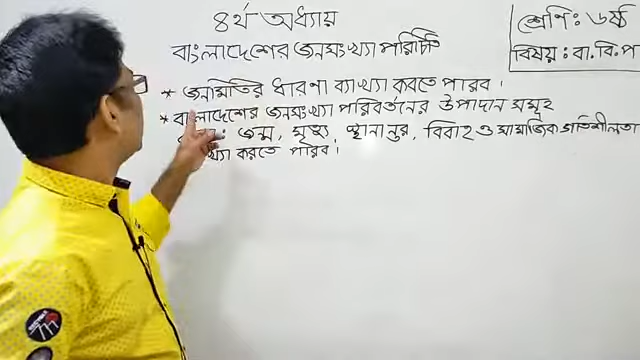 ৪র্থ অধ্যায়
বাংলাদেশের জনসংখ্যা পরিচিতি
শ্রেণি: ৬ষ্ঠ
বিষয়: বা.বি.প
* জনমিতির ধারণা ব্যাখ্যা করতে পারব।
* বাংলাদেশের জনসংখ্যা পরিবর্তনের উপাদান সমূহ
: জন্ম, মৃত্যু, স্থানান্তর, বিবাহ ও সামাজিক গতিশীলতা
খ্যা করতে পারব।